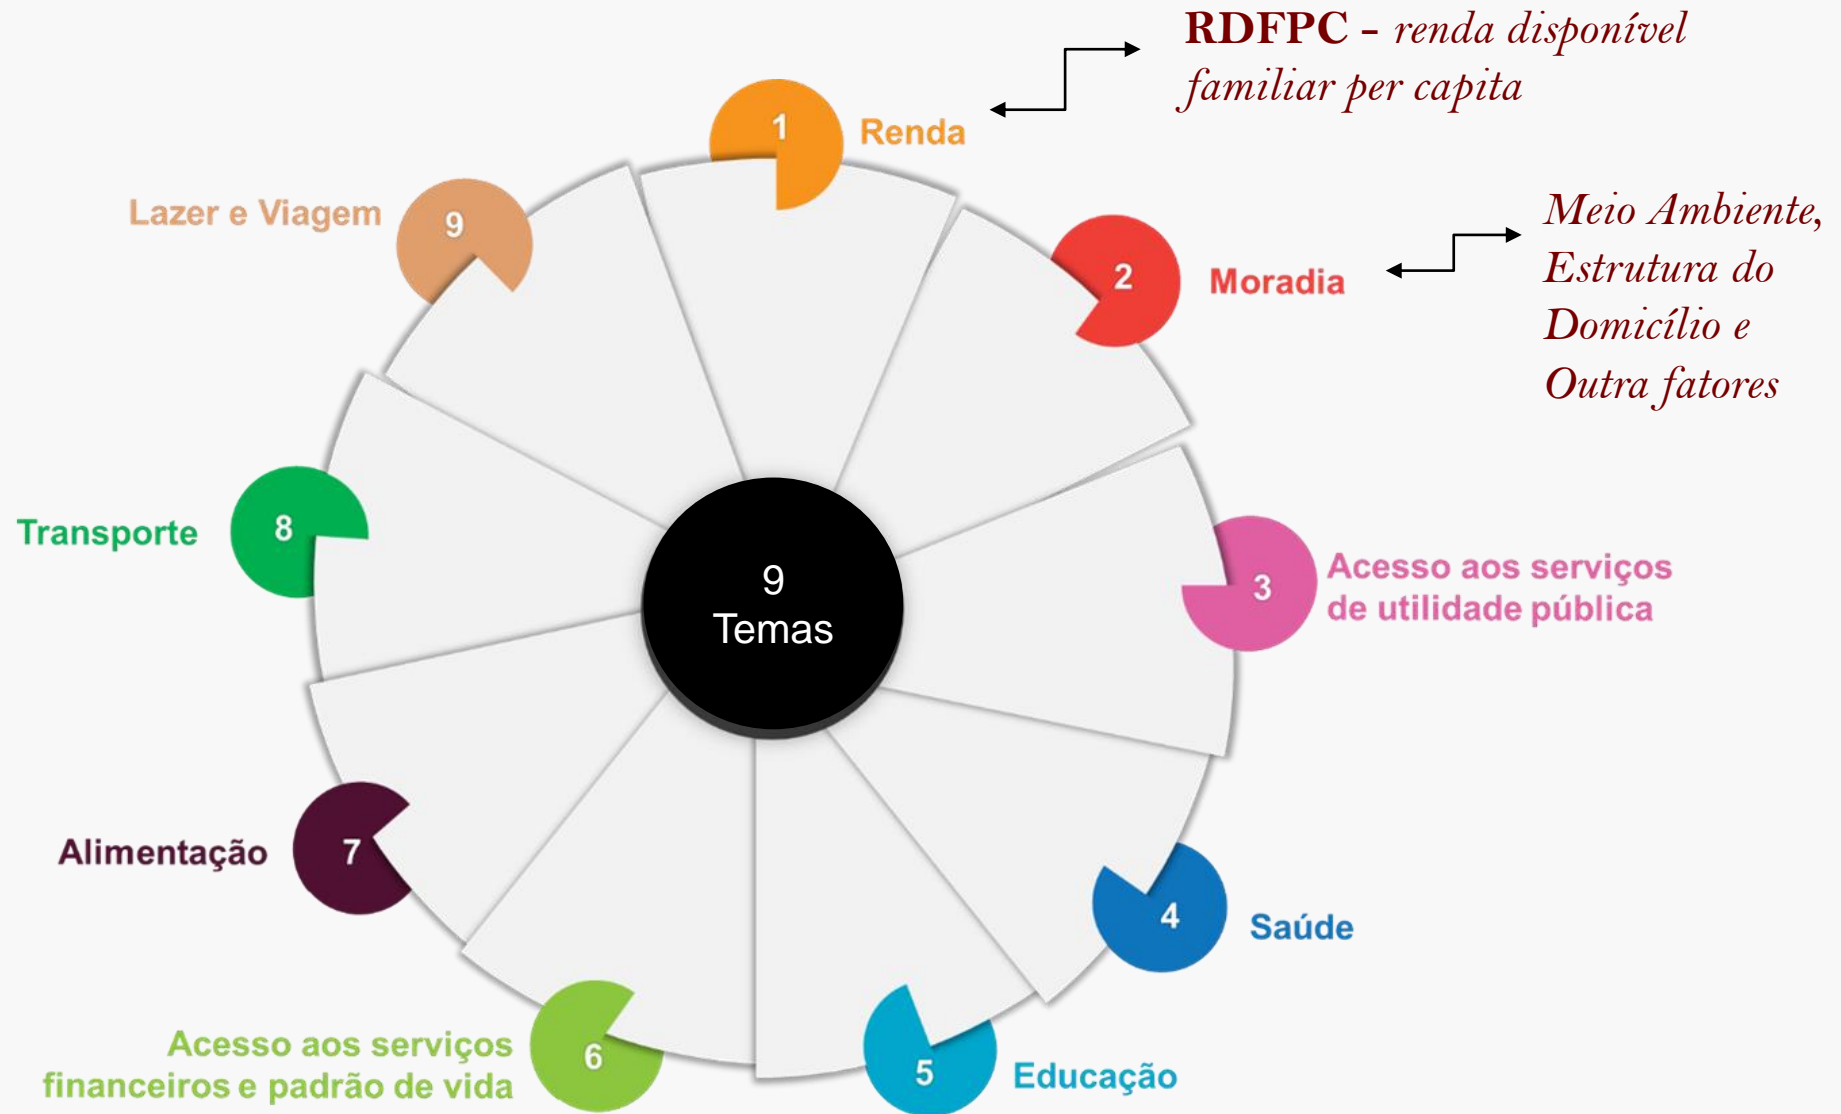 RDFPC - renda disponível
familiar per capita
1
Renda
Meio Ambiente,
Estrutura do
Domicílio e
Outra fatores
2
Moradia
3
Acesso aos serviços
de utilidade pública
4
Saúde
5
Educação
6
Acesso aos serviços
financeiros e padrão de vida
7
Alimentação
8
Transporte
9
Lazer e Viagem
9
Temas